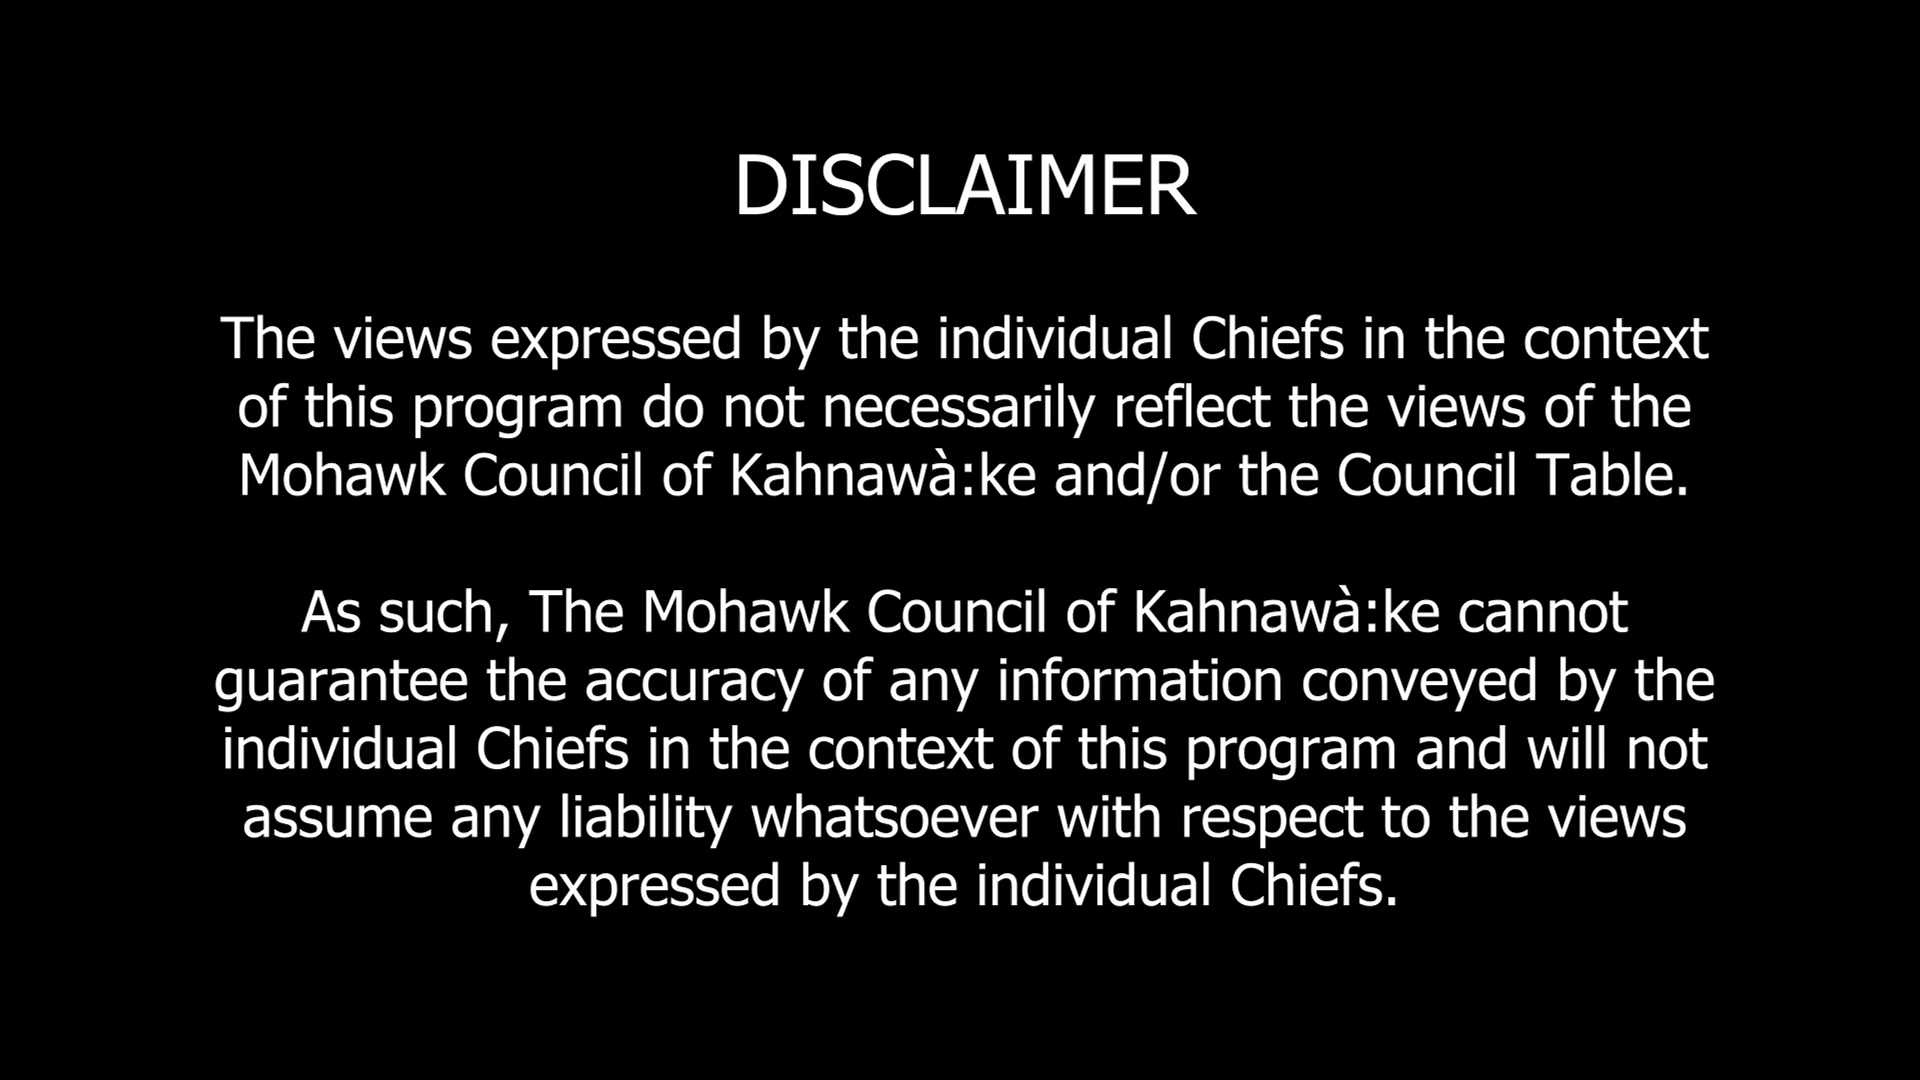 DISCLAIMER
The views expressed by the individual Chiefs in the context
of this program do not necessarily reflect the views of the
Mohawk Council of Kahnawà:ke and/or the Council Table.
As such, The Mohawk Council of Kahnawà:ke cannot
guarantee the accuracy of any information conveyed by the
individual Chiefs in the context of this program and will not
assume any liability whatsoever with respect to the views
expressed by the individual Chiefs.